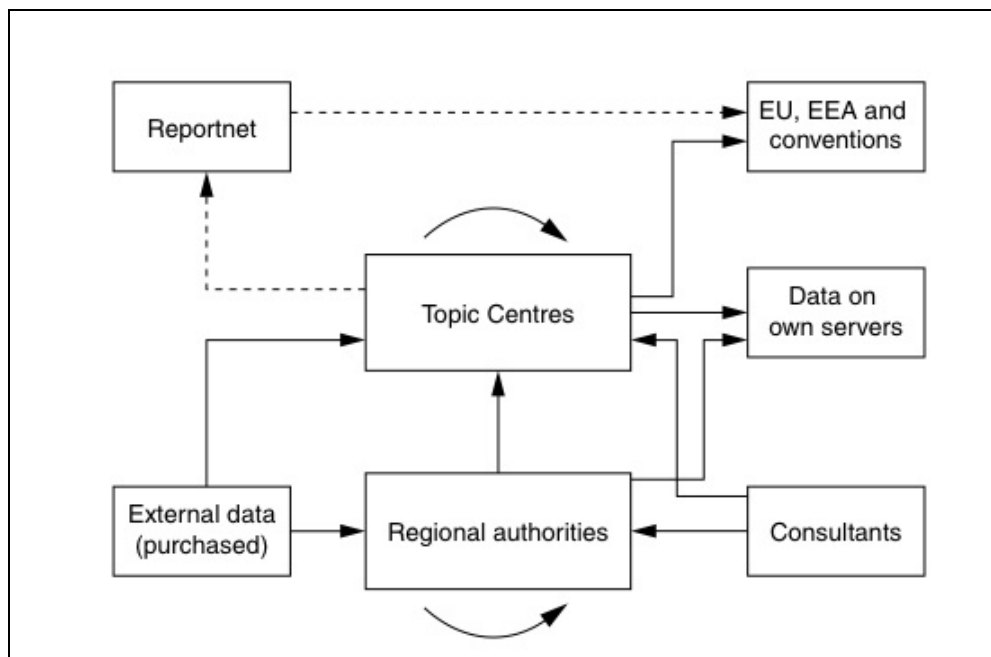 Reportnet
EU, EEA and
conventions
Topic Centres
Data on
own servers
External data
(purchased)
Regional authorities
Consultants